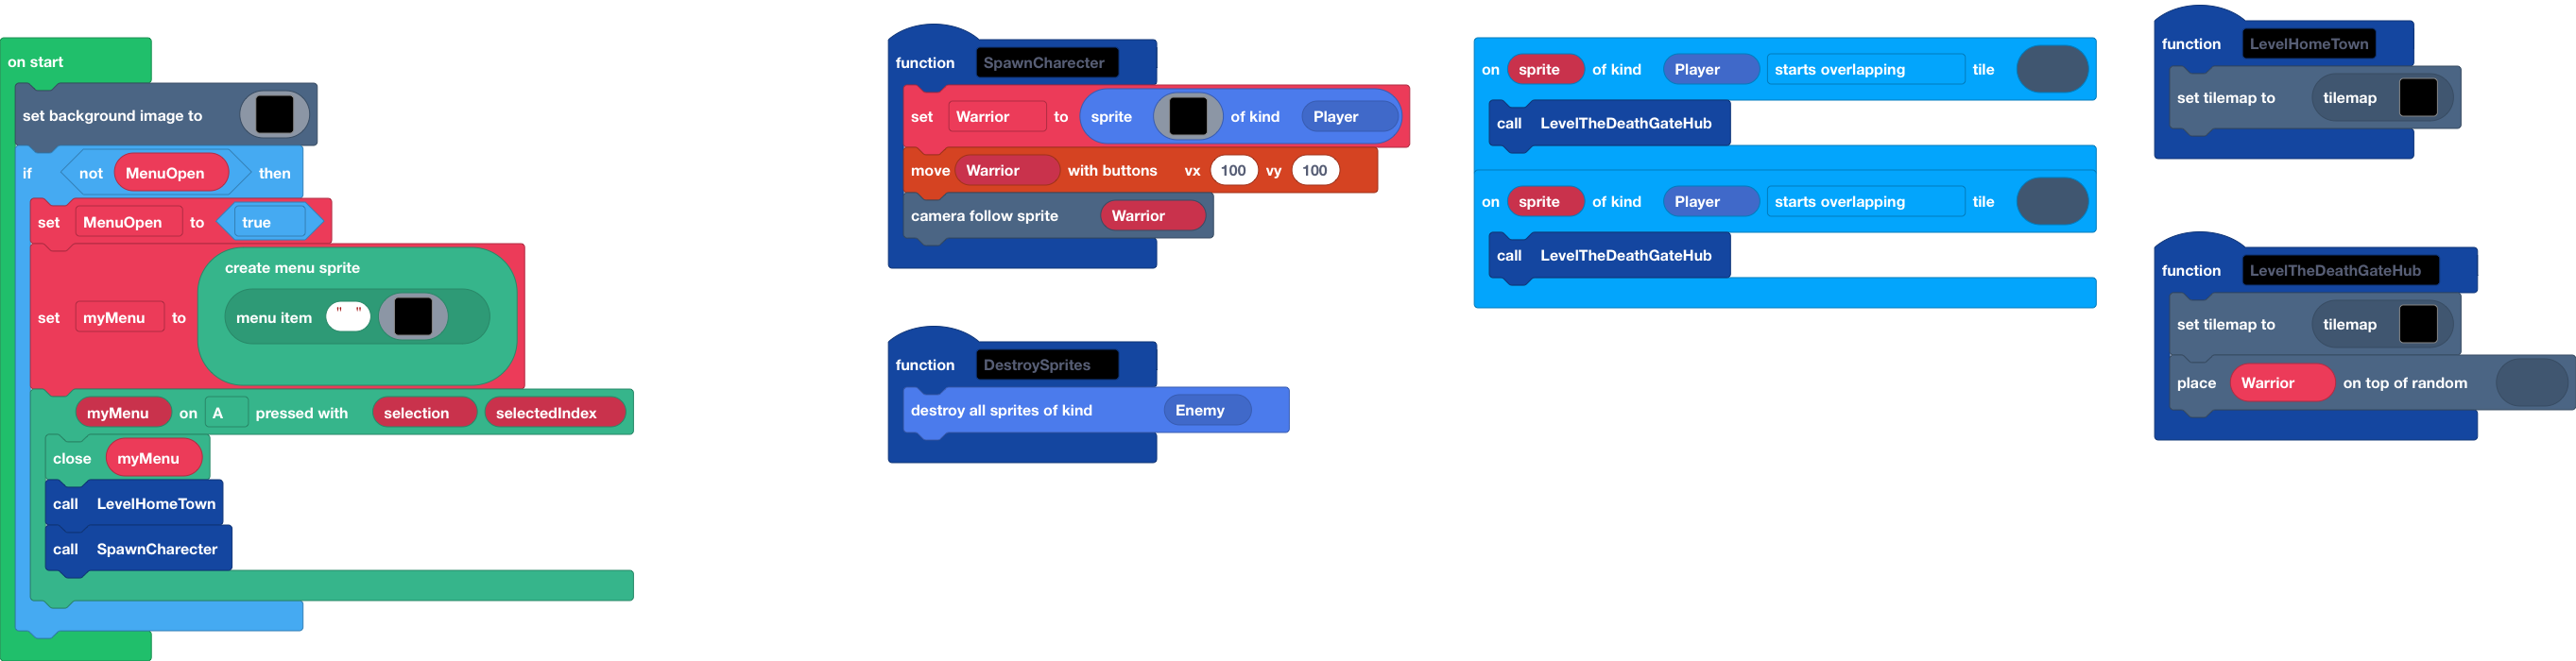 on start
set background image to
if not MenuOpen then
set MenuOpen to true
set myMenu to create menu sprite
menu item " "
myMenu on A pressed with selection selectedIndex
close myMenu
call LevelHomeTown
call SpawnCharecter
function SpawnCharecter
set Warrior to sprite of kind Player
move Warrior with buttons vx 100 vy 100
camera follow sprite Warrior
function DestroySprites
destroy all sprites of kind Enemy
on sprite of kind Player starts overlapping tile
call LevelTheDeathGateHub
on sprite of kind Player starts overlapping tile
call LevelTheDeathGateHub
function LevelHomeTown
set tilemap to tilemap
function LevelTheDeathGateHub
set tilemap to tilemap
place Warrior on top of random